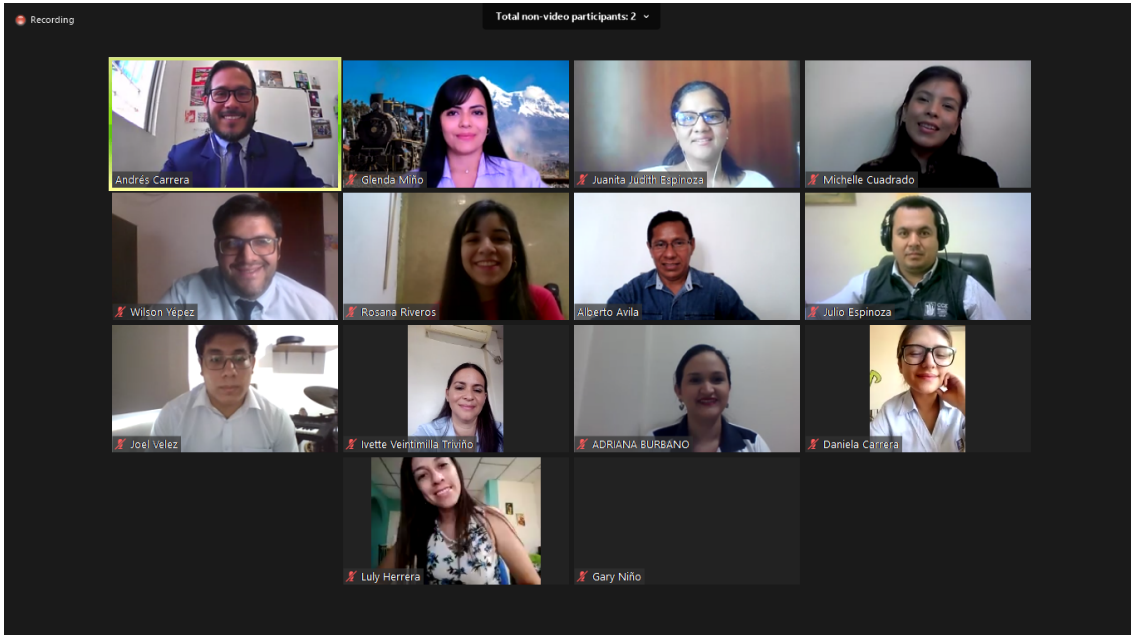 Recording
Total non-video participants: 2
Andrés Carrera
Glenda Miño
Juanita Judith Espinoza
Michelle Cuadrado
Wilson Yépez
Rosana Riveros
Alberto Avila
Julio Espinoza
Joel Velez
Ivette Veintimilla Triviño
ADRIANA BURBANO
Daniela Carrera
Luly Herrera
Gary Niño